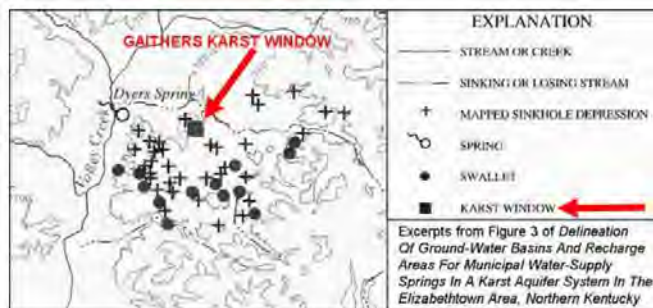 GAITHERS KARST WINDOW
Dyers Spring
Valley Creek
700
EXPLANATION
STREAM OR CREEK
SINKING OR LOSING STREAM
MAPPED SINKHOLE DEPRESSION
SPRING
SWALLET
KARST WINDOW
Excerpts from Figure 3 of Delineation
Of Ground-Water Basins And Recharge
Areas For Municipal Water-Supply
Springs In A Karst Aquifer System In The
Elizabethtown Area, Northern Kentucky